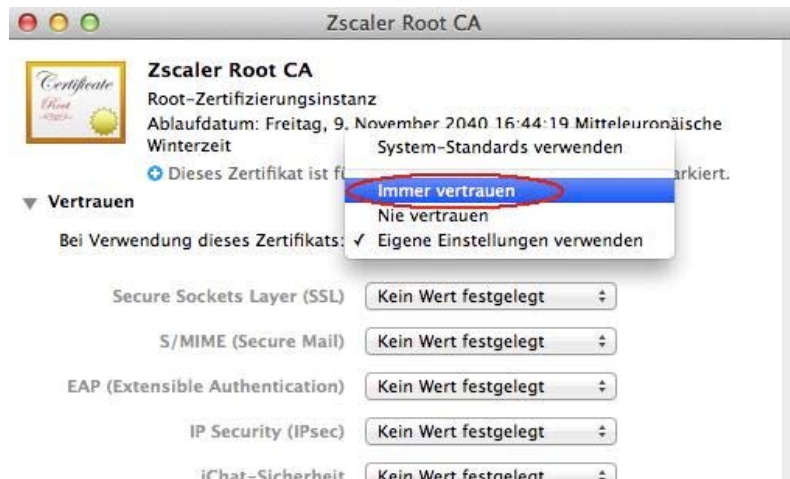 Zscaler Root CA
Certificate
Root
Zscaler Root CA
Root-Zertifizierungsinstanz
Ablaufdatum: Freitag, 9. November 2040 16:44:19 Mitteleuropäische
Winterzeit
System-Standards verwenden
Dieses Zertifikat ist
Immer vertrauen
Vertrauen
Nie vertrauen
Bei Verwendung dieses Zertifikats: ✓ Eigene Einstellungen verwenden
Secure Sockets Layer (SSL) Kein Wert festgelegt
S/MIME (Secure Mail) Kein Wert festgelegt
EAP (Extensible Authentication) Kein Wert festgelegt
IP Security (IPsec) Kein Wert festgelegt
iChat-Sicherheit Kein Wert festgelegt